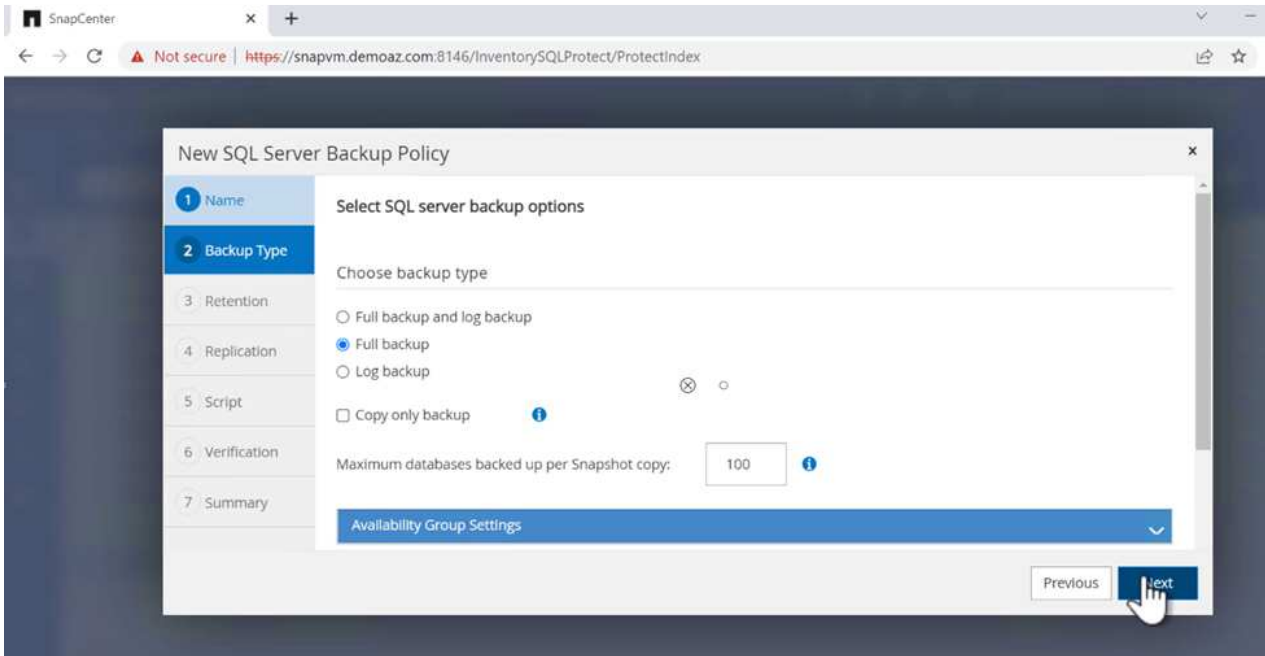 SnapCenter
Not secure | https://snapvm.demoaz.com:8146/InventorySQLProtect/ProtectIndex
New SQL Server Backup Policy
1 Name
2 Backup Type
3 Retention
4 Replication
5 Script
6 Verification
7 Summary
Select SQL server backup options
Choose backup type
Full backup and log backup
Full backup
Log backup
Copy only backup
Maximum databases backed up per Snapshot copy: 100
Availability Group Settings
Previous
Next